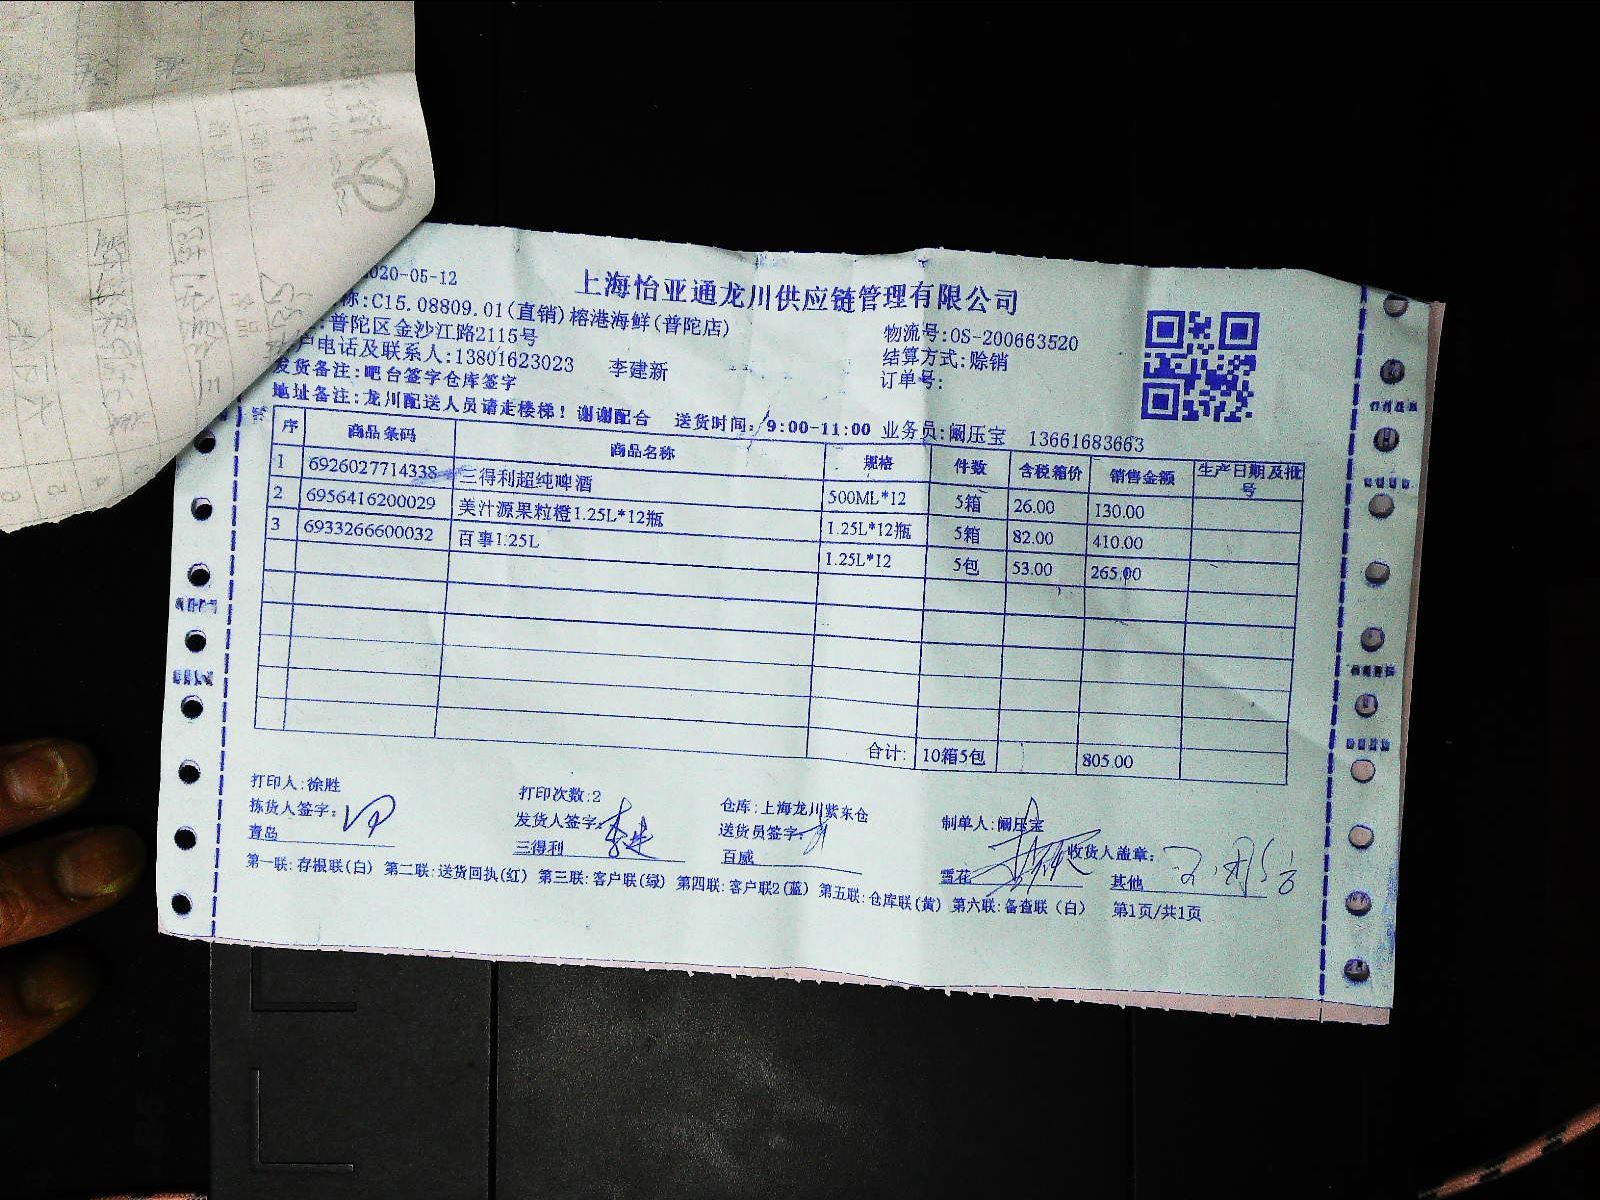 020-05-12
上海怡亚通龙川供应链管理有限公司
称:C15.08809.01(直销)榕港海鲜(普陀店)
:普陀区金沙江路2115号
物流号:OS-200663520
户电话及联系人:13801623023 李建新
结算方式:赊销
发货备注:吧台签字仓库签字
订单号:
地址备注:龙川配送人员请走楼梯！谢谢配合 送货时间:9:00-11:00 业务员:阚压宝 13661683663
序 商品条码 商品名称 规格 件数 含税箱价 销售金额 生产日期及批号
1 6926027714338 三得利超纯啤酒 500ML*12 5箱 26.00 130.00
2 6956416200029 美汁源果粒橙1.25L*12瓶 1.25L*12瓶 5箱 82.00 410.00
3 6933266600032 百事1.25L 1.25L*12 5包 53.00 265.00
合计: 10箱5包 805.00
打印人:徐胜 打印次数:2 仓库:上海龙川紫东仓 制单人:阚压宝
拣货人签字: 发货人签字: 送货员签字: 收货人盖章:
青岛 三得利 百威 雪花 其他
第一联:存根联(白) 第二联:送货回执(红) 第三联:客户联(绿) 第四联:客户联2(蓝) 第五联:仓库联(黄) 第六联:备查联(白) 第1页/共1页